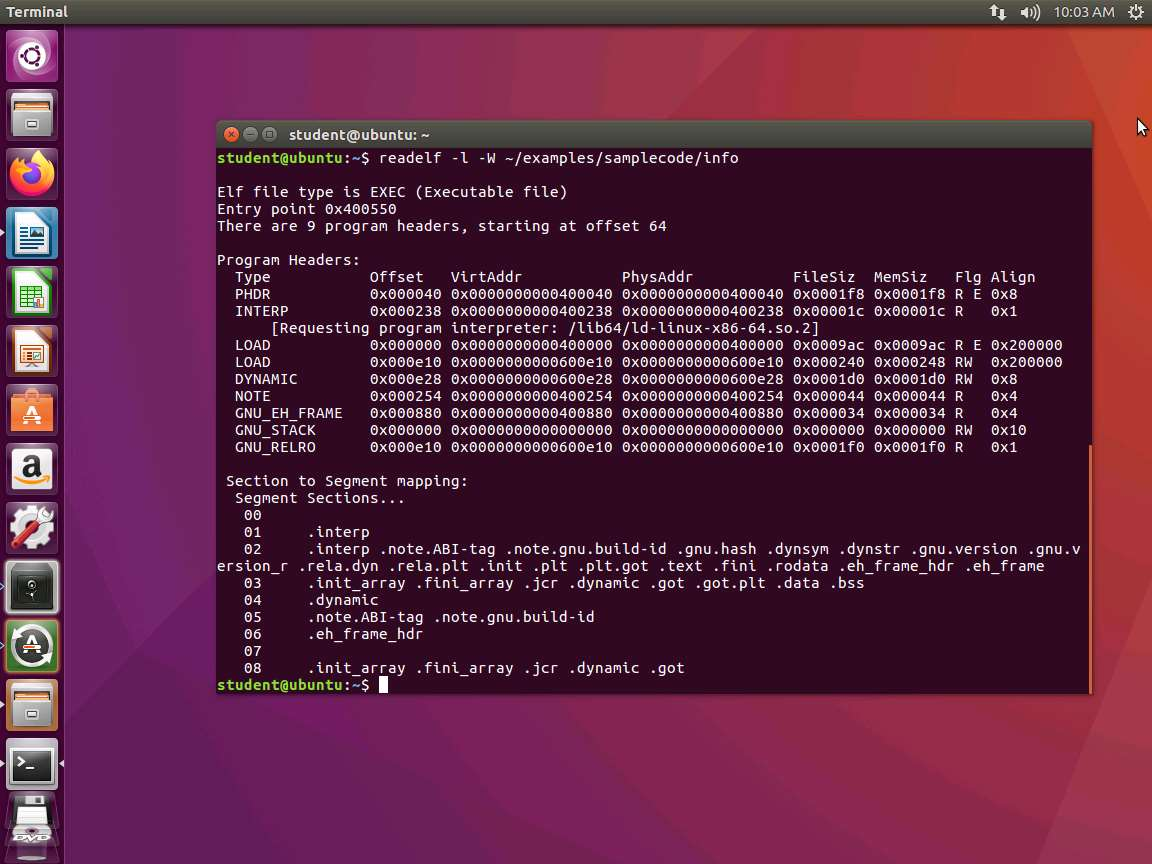 Terminal
10:03 AM
student@ubuntu: ~
student@ubuntu:~$ readelf -l -W ~/examples/samplecode/info
Elf file type is EXEC (Executable file)
Entry point 0x400550
There are 9 program headers, starting at offset 64
Program Headers:
  Type           Offset   VirtAddr           PhysAddr           FileSiz  MemSiz   Flg Align
  PHDR           0x000040 0x0000000000400040 0x0000000000400040 0x0001f8 0x0001f8 R E 0x8
  INTERP         0x000238 0x0000000000400238 0x0000000000400238 0x00001c 0x00001c R   0x1
      [Requesting program interpreter: /lib64/ld-linux-x86-64.so.2]
  LOAD           0x000000 0x0000000000400000 0x0000000000400000 0x0009ac 0x0009ac R E 0x200000
  LOAD           0x000e10 0x0000000000600e10 0x0000000000600e10 0x000240 0x000248 RW  0x200000
  DYNAMIC        0x000e28 0x0000000000600e28 0x0000000000600e28 0x0001d0 0x0001d0 RW  0x8
  NOTE           0x000254 0x0000000000400254 0x0000000000400254 0x000044 0x000044 R   0x4
  GNU_EH_FRAME   0x000880 0x0000000000400880 0x0000000000400880 0x000034 0x000034 R   0x4
  GNU_STACK      0x000000 0x0000000000000000 0x0000000000000000 0x000000 0x000000 RW  0x10
  GNU_RELRO      0x000e10 0x0000000000600e10 0x0000000000600e10 0x0001f0 0x0001f0 R   0x1
 Section to Segment mapping:
  Segment Sections...
   00
   01     .interp
   02     .interp .note.ABI-tag .note.gnu.build-id .gnu.hash .dynsym .dynstr .gnu.version .gnu.v
ersion_r .rela.dyn .rela.plt .init .plt .plt.got .text .fini .rodata .eh_frame_hdr .eh_frame
   03     .init_array .fini_array .jcr .dynamic .got .got.plt .data .bss
   04     .dynamic
   05     .note.ABI-tag .note.gnu.build-id
   06     .eh_frame_hdr
   07
   08     .init_array .fini_array .jcr .dynamic .got
student@ubuntu:~$
a
>_
DVD